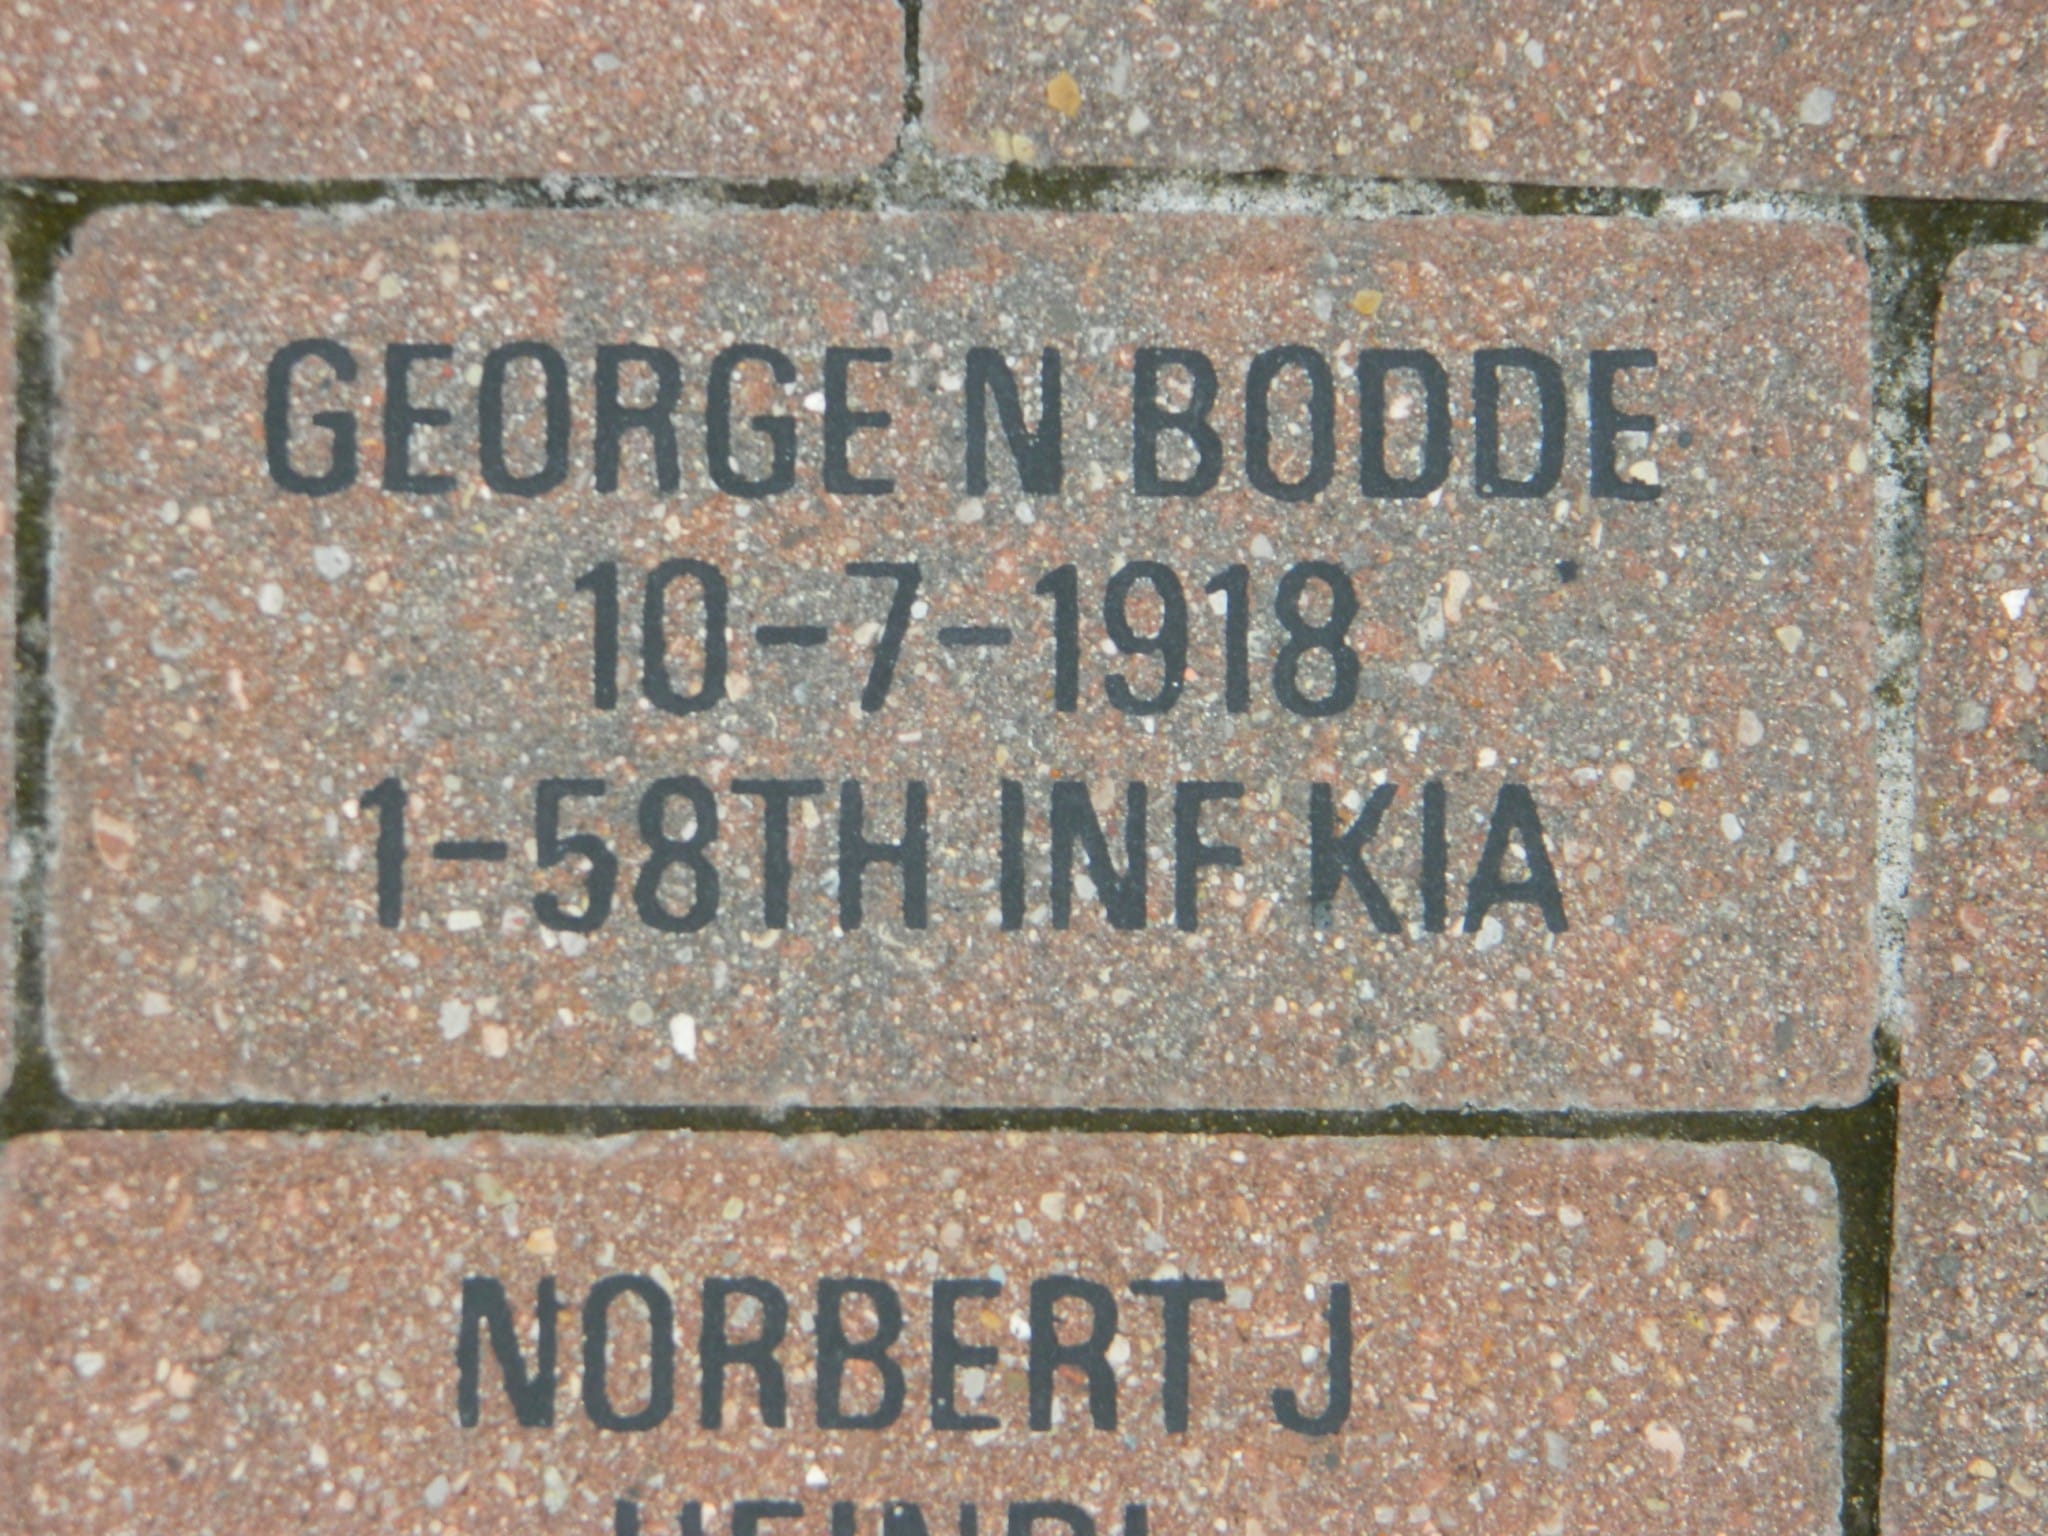 GEORGE N BODDE
10-7-1918
1-58TH INF KIA
NORBERT J